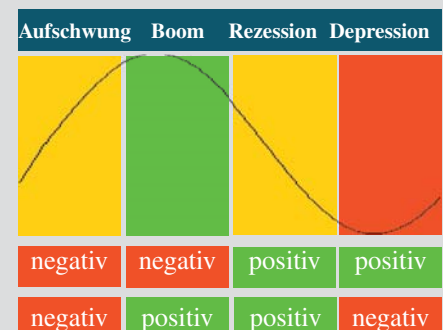 Aufschwung Boom Rezession Depression
negativ negativ positiv positiv
negativ positiv positiv negativ